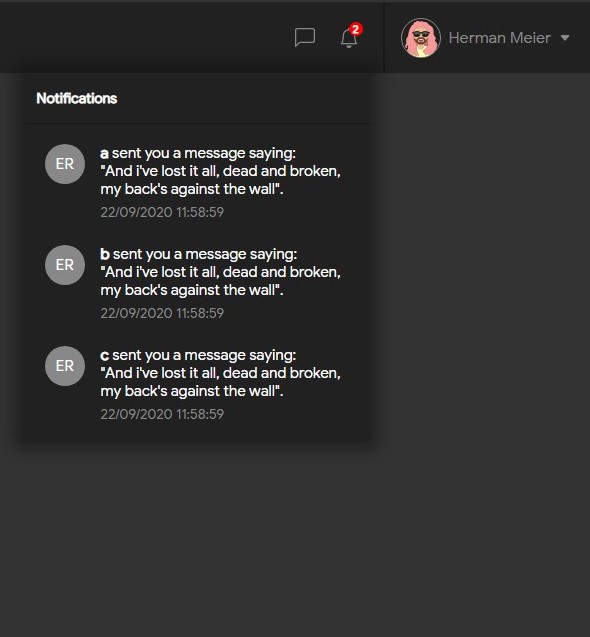 2
Herman Meier
Notifications
ER
a sent you a message saying:
"And i've lost it all, dead and broken,
my back's against the wall".
22/09/2020 11:58:59
ER
b sent you a message saying:
"And i've lost it all, dead and broken,
my back's against the wall".
22/09/2020 11:58:59
ER
c sent you a message saying:
"And i've lost it all, dead and broken,
my back's against the wall".
22/09/2020 11:58:59